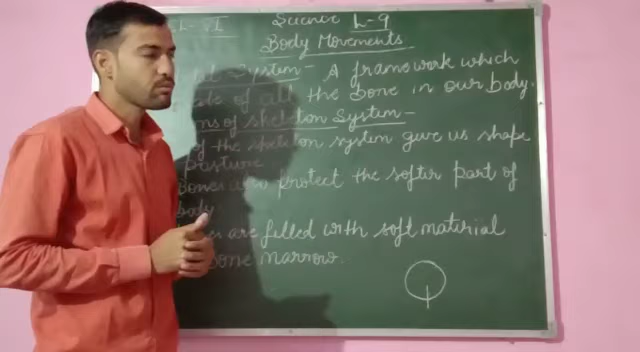 L-VI Science L-9
Body Movements
System - A framework which
of all the bone in our body.
ns of skeleton System -
of the skeleton system give us shape
posture
Bones also protect the softer part of
body
are filled with soft material
bone marrow.